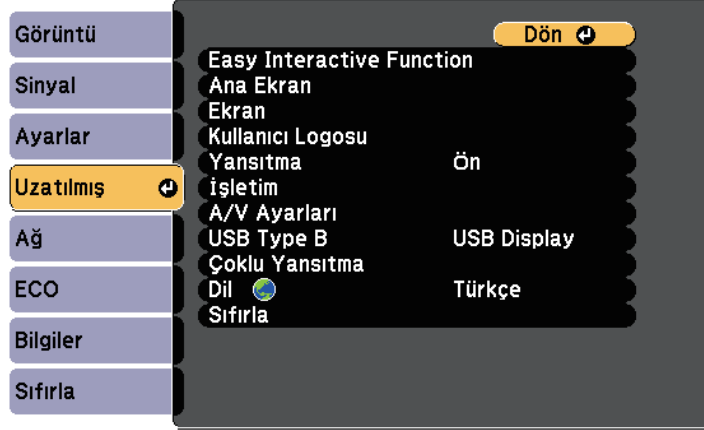 Görüntü
Sinyal
Ayarlar
Uzatılmış
Ağ
ECO
Bilgiler
Sıfırla
Dön
Easy Interactive Function
Ana Ekran
Ekran
Kullanıcı Logosu
Yansıtma Ön
İşletim
A/V Ayarları
USB Type B USB Display
Çoklu Yansıtma
Dil Türkçe
Sıfırla